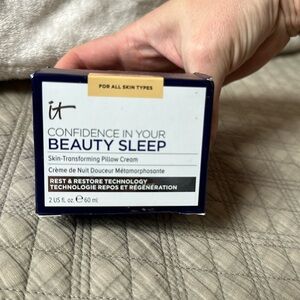 FOR ALL SKIN TYPES
it
CONFIDENCE IN YOUR
BEAUTY SLEEP
Skin-Transforming Pillow Cream
Crème de Nuit Douceur Métamorphosante
REST & RESTORE TECHNOLOGY
TECHNOLOGIE REPOS ET RÉGÉNÉRATION
2 US fl. oz. ℮ 60 ml